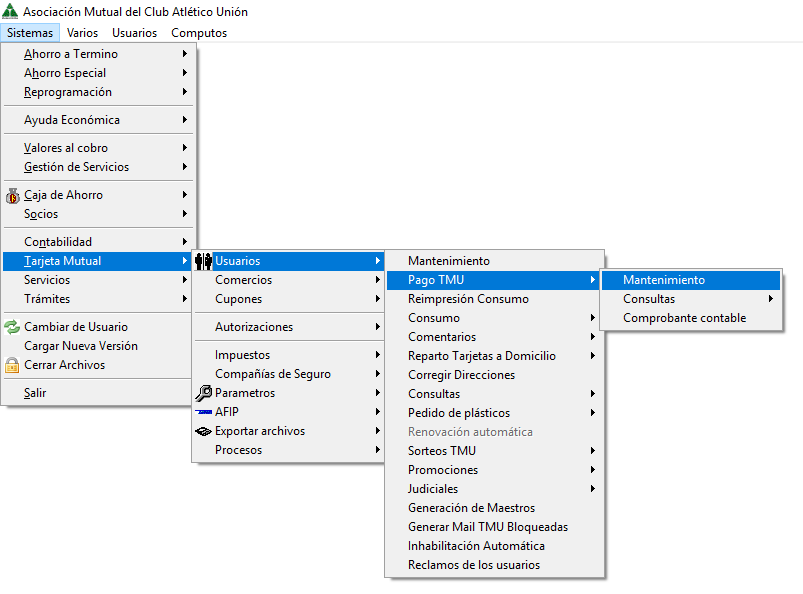 Asociación Mutual del Club Atlético Unión
Sistemas Varios Usuarios Computos
Ahorro a Termino
Ahorro Especial
Reprogramación
Ayuda Económica
Valores al cobro
Gestión de Servicios
Caja de Ahorro
Socios
Contabilidad
Tarjeta Mutual
Servicios
Trámites
Cambiar de Usuario
Cargar Nueva Versión
Cerrar Archivos
Salir
Usuarios
Comercios
Cupones
Autorizaciones
Impuestos
Compañías de Seguro
Parametros
AFIP
Exportar archivos
Procesos
Mantenimiento
Pago TMU
Reimpresión Consumo
Consumo
Comentarios
Reparto Tarjetas a Domicilio
Corregir Direcciones
Consultas
Pedido de plásticos
Renovación automática
Sorteos TMU
Promociones
Judiciales
Generación de Maestros
Generar Mail TMU Bloqueadas
Inhabilitación Automática
Reclamos de los usuarios
Mantenimiento
Consultas
Comprobante contable